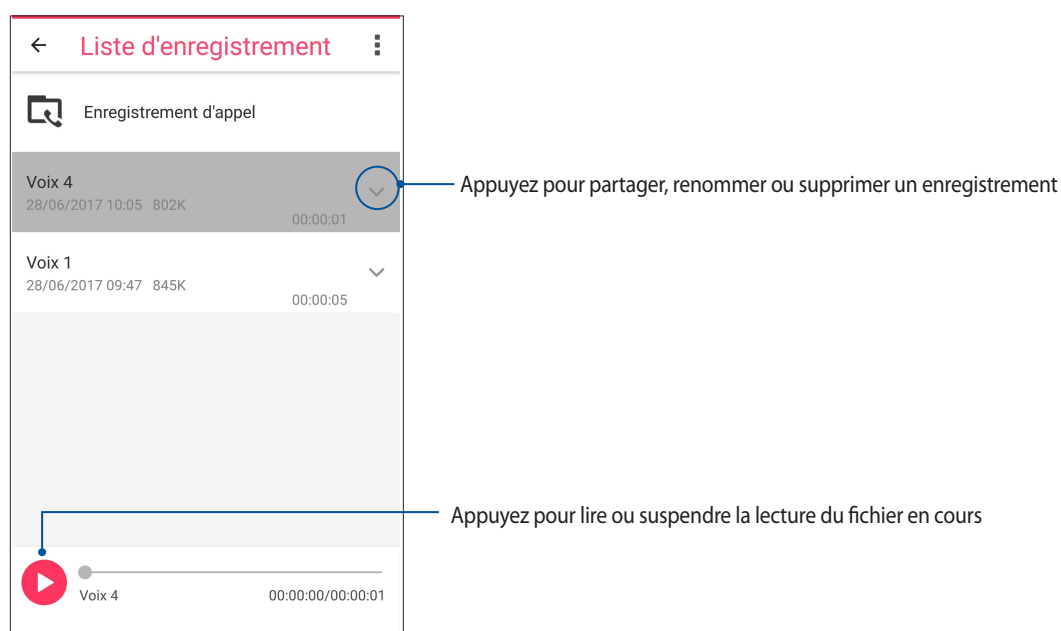 Liste d'enregistrement
Enregistrement d'appel
Voix 4
28/06/2017 10:05 802K
00:00:01
Appuyez pour partager, renommer ou supprimer un enregistrement
Voix 1
28/06/2017 09:47 845K
00:00:05
Appuyez pour lire ou suspendre la lecture du fichier en cours
Voix 4
00:00:00/00:00:01